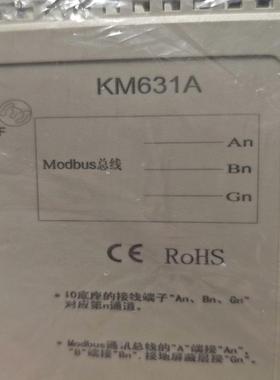 KM631A
An
Modbus总线
Bn
Gn
CE RoHS
* IO底座的接线端子"An、Bn、Gn"
对应第n通道。
* Modbus通讯总线的"A"端接"An",
"B"端接"Bn",接地屏蔽层接"Gn"。